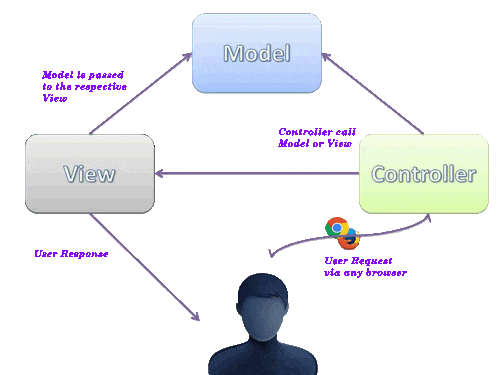 Model
Model is passed
to the respective
View
Controller call
Model or View
View
Controller
User Response
User Request
via any browser